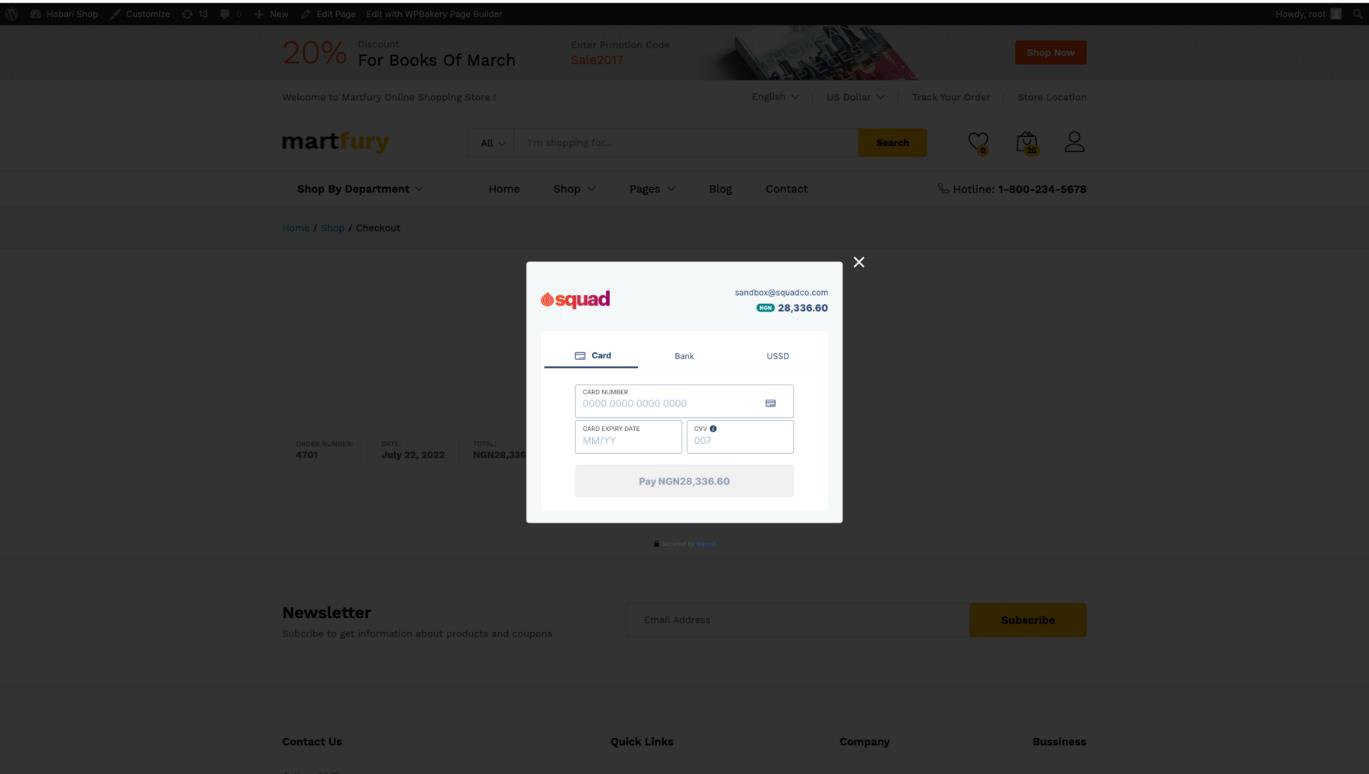 Habari Shop Customize 13 0 New Edit Page Edit with WPBakery Page Builder Howdy, root
20% Discount
For Books Of March
Enter Prmotion Code
Sale2017
Shop Now
Welcome to Martfury Online Shopping Store !
English US Dollar Track Your Order Store Location
martfury
All I'm shopping for... Search 0 25
Shop By Department Home Shop Pages Blog Contact Hotline: 1-800-234-5678
Home / Shop / Checkout
squad
sandbox@squadco.com
NGN 28,336.60
Card Bank USSD
CARD NUMBER
0000 0000 0000 0000
CARD EXPIRY DATE
MM/YY
CVV
007
Pay NGN28,336.60
ORDER NUMBER:
4701
DATE:
July 22, 2022
TOTAL:
NGN28,336
Secured by Squad
Newsletter
Subcribe to get information about products and coupons
Email Address
Subscribe
Contact Us Quick Links Company Bussiness